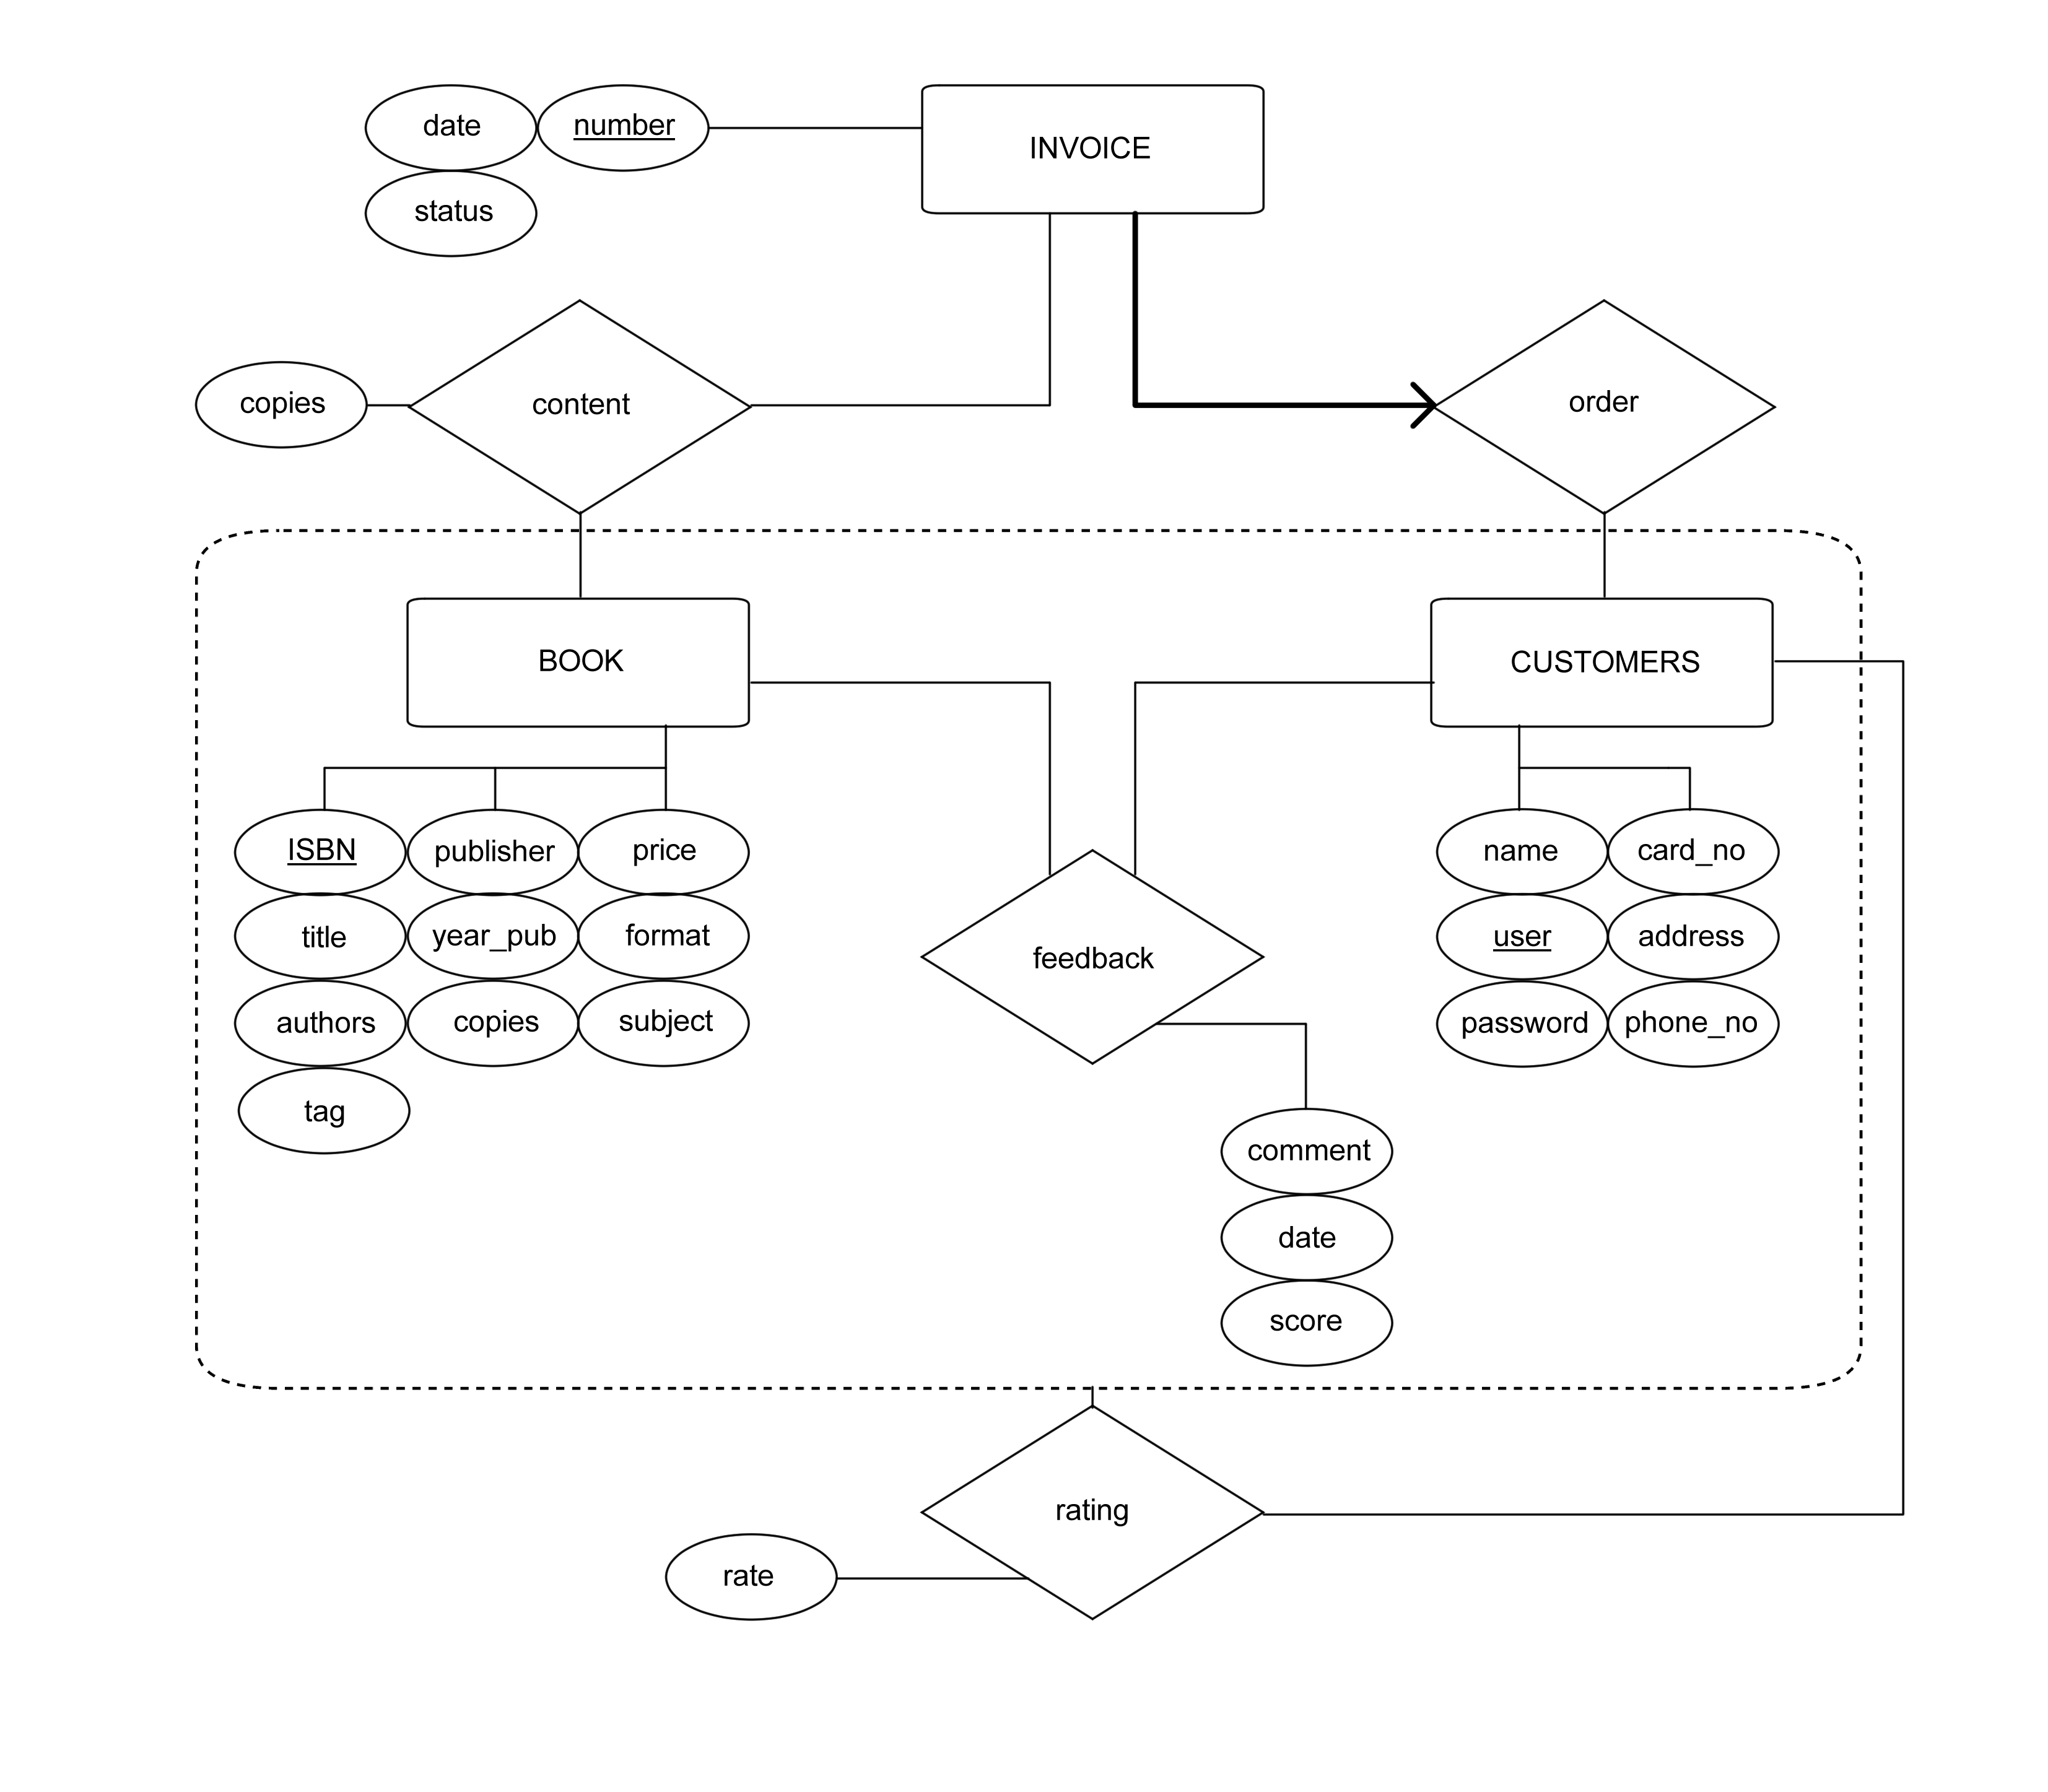 date
number
INVOICE
status
copies
content
order
BOOK
CUSTOMERS
ISBN
publisher
price
name
card_no
title
year_pub
format
feedback
user
address
authors
copies
subject
password
phone_no
tag
comment
date
score
rating
rate